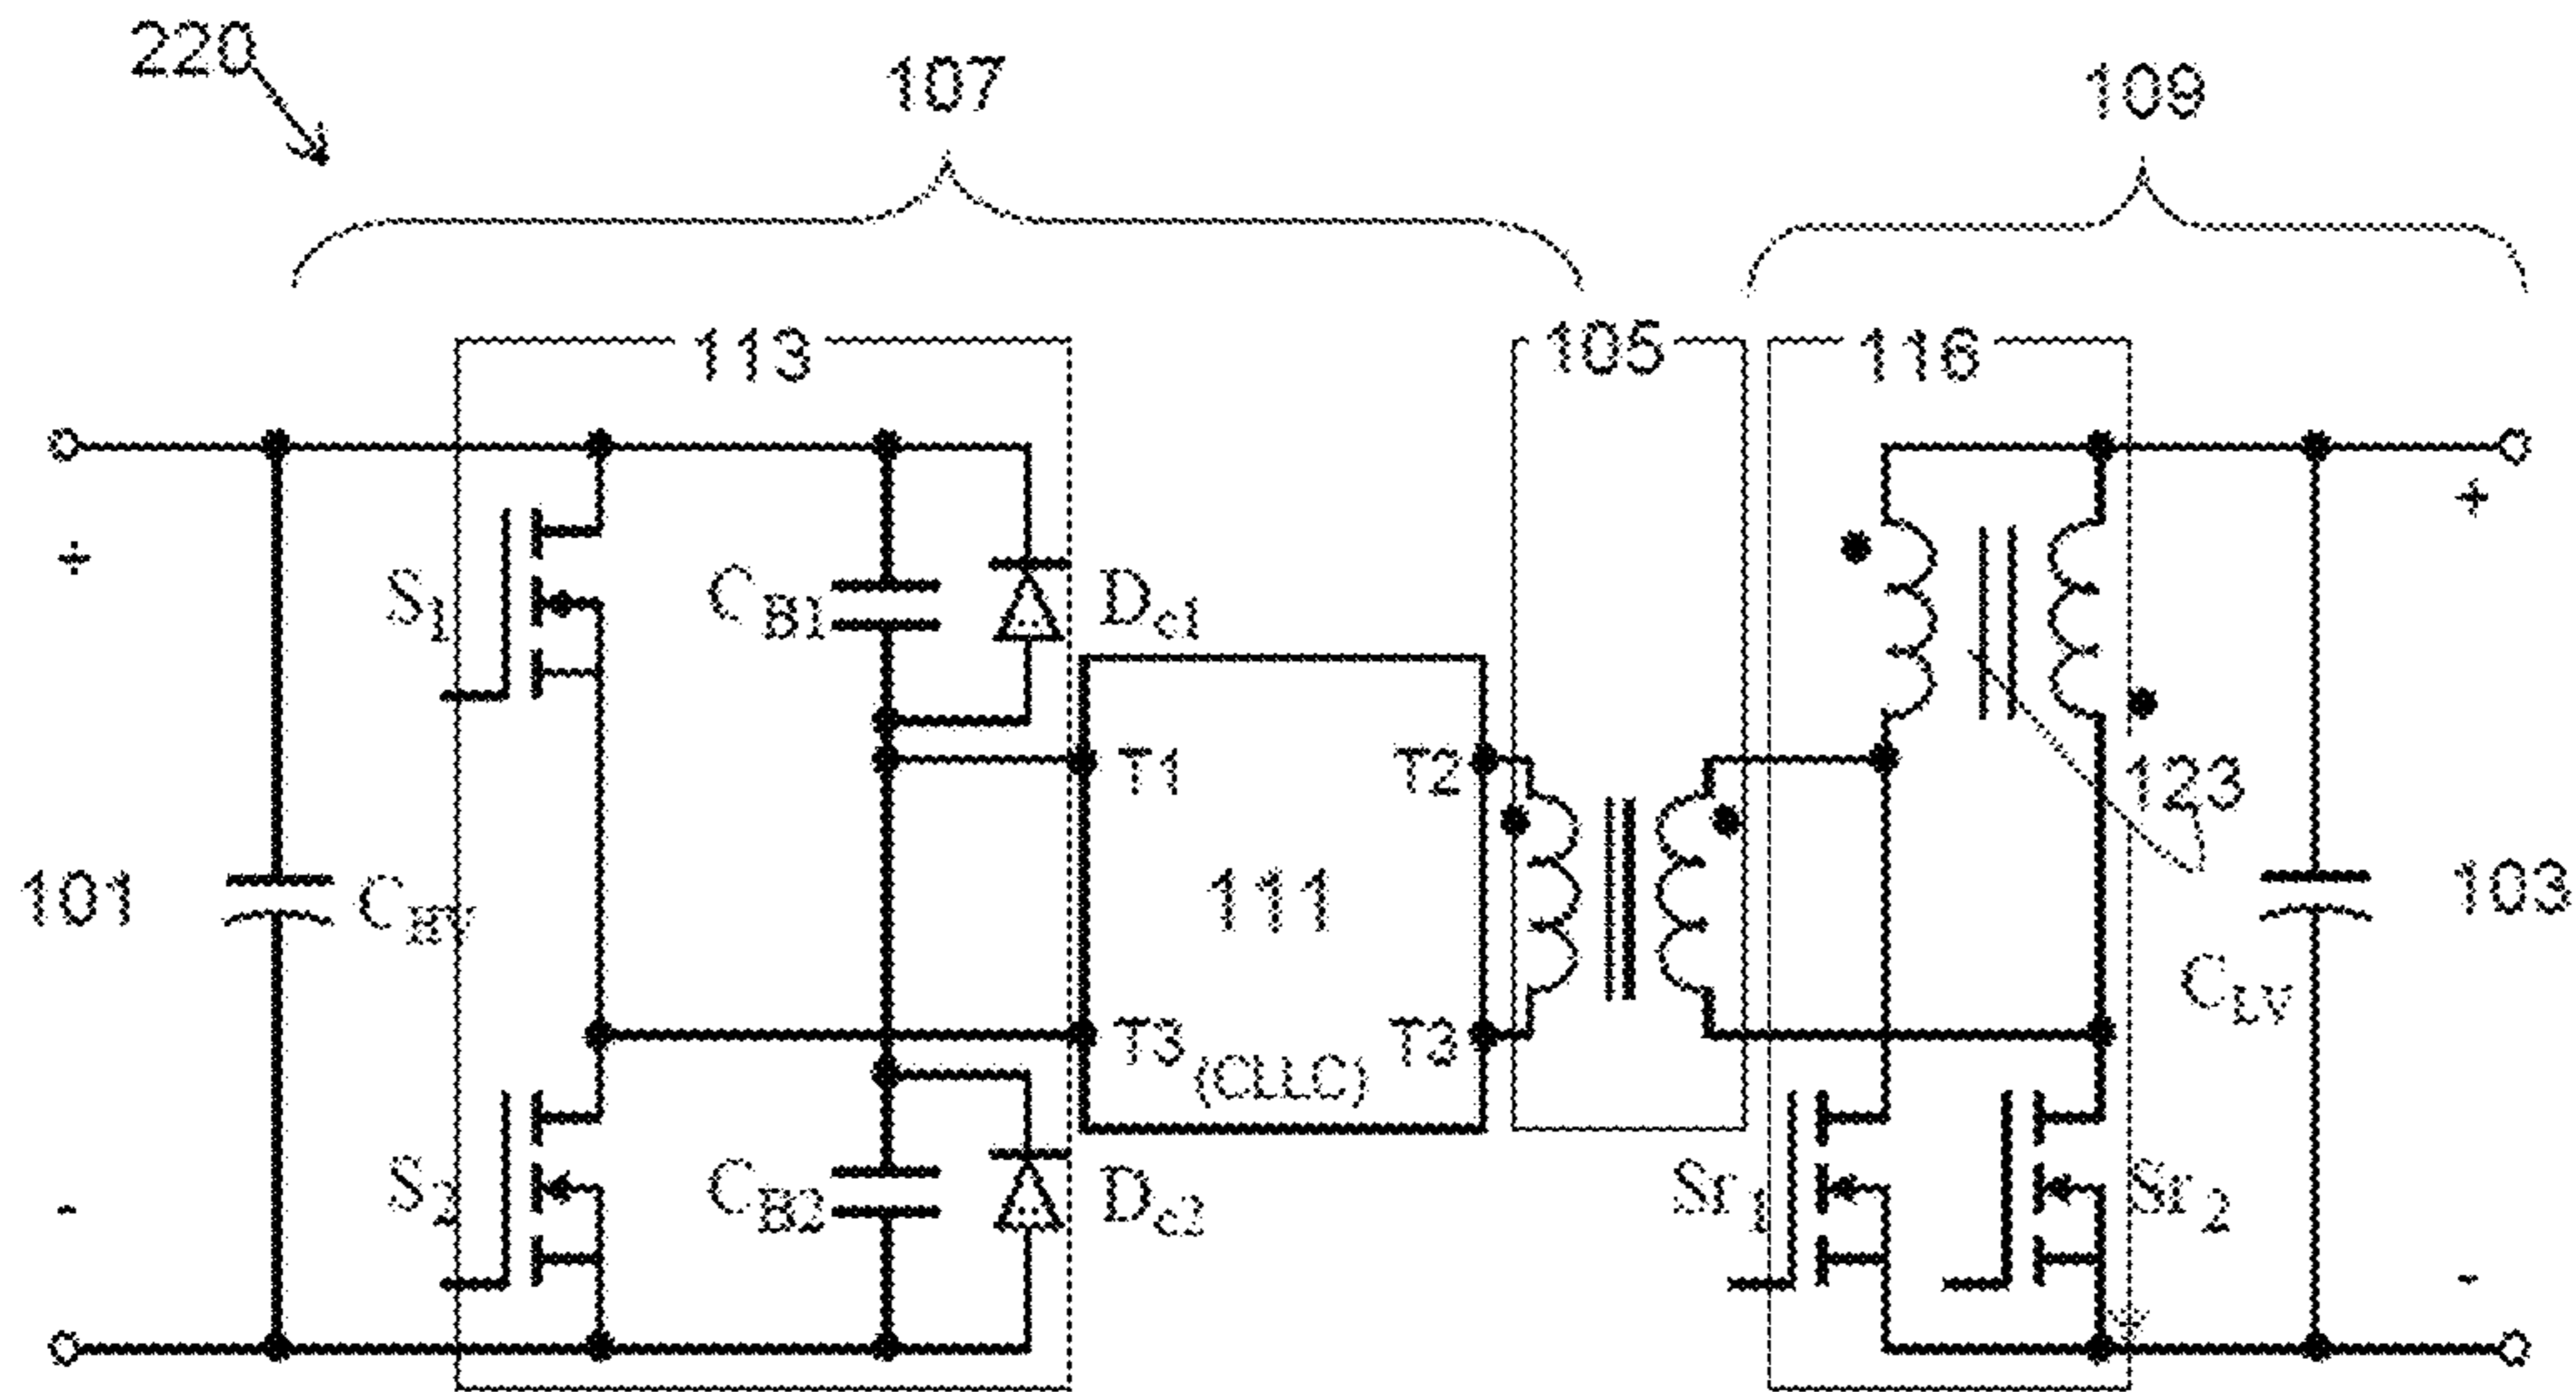 220
107
109
113
105
116
+
+
S1
CB1
Dc1
T1
T2
123
101
CHV
111
103
CLV
T3
(CLLC)
T3
S2
CB2
Dc2
Sr1
Sr2
-
-